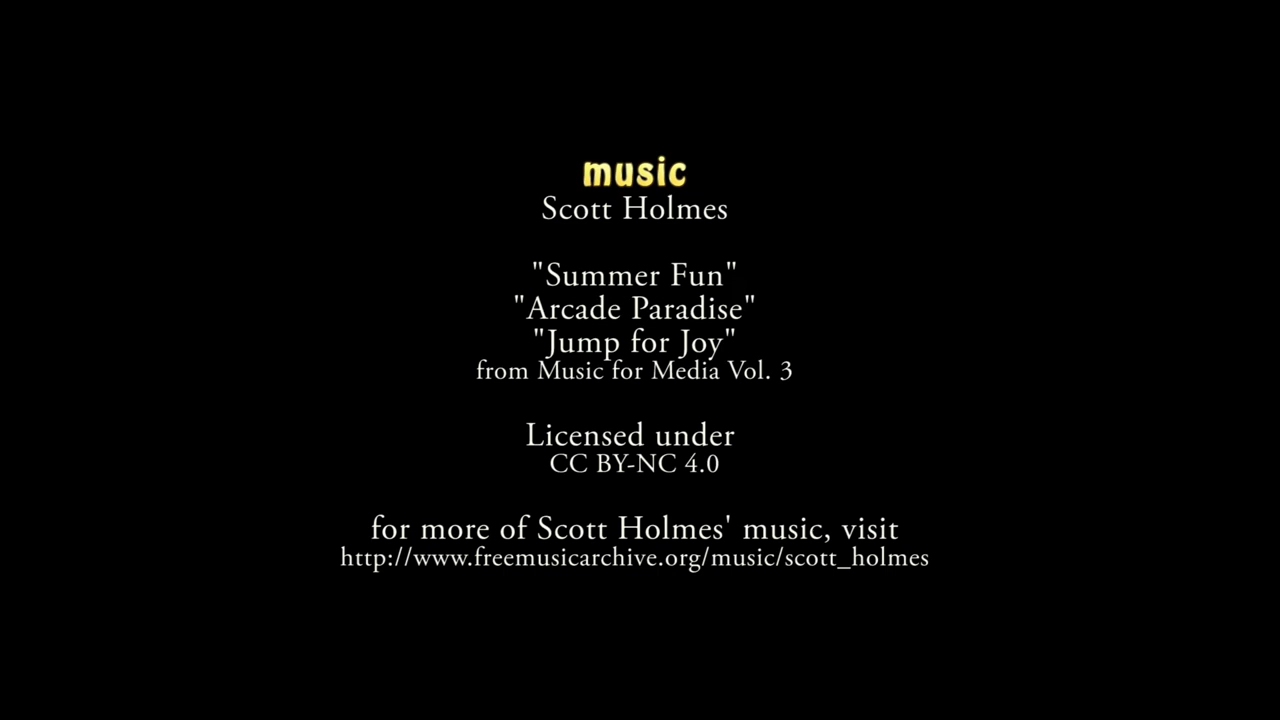 music
Scott Holmes
"Summer Fun"
"Arcade Paradise"
"Jump for Joy"
from Music for Media Vol. 3
Licensed under
CC BY-NC 4.0
for more of Scott Holmes' music, visit
http://www.freemusicarchive.org/music/scott_holmes